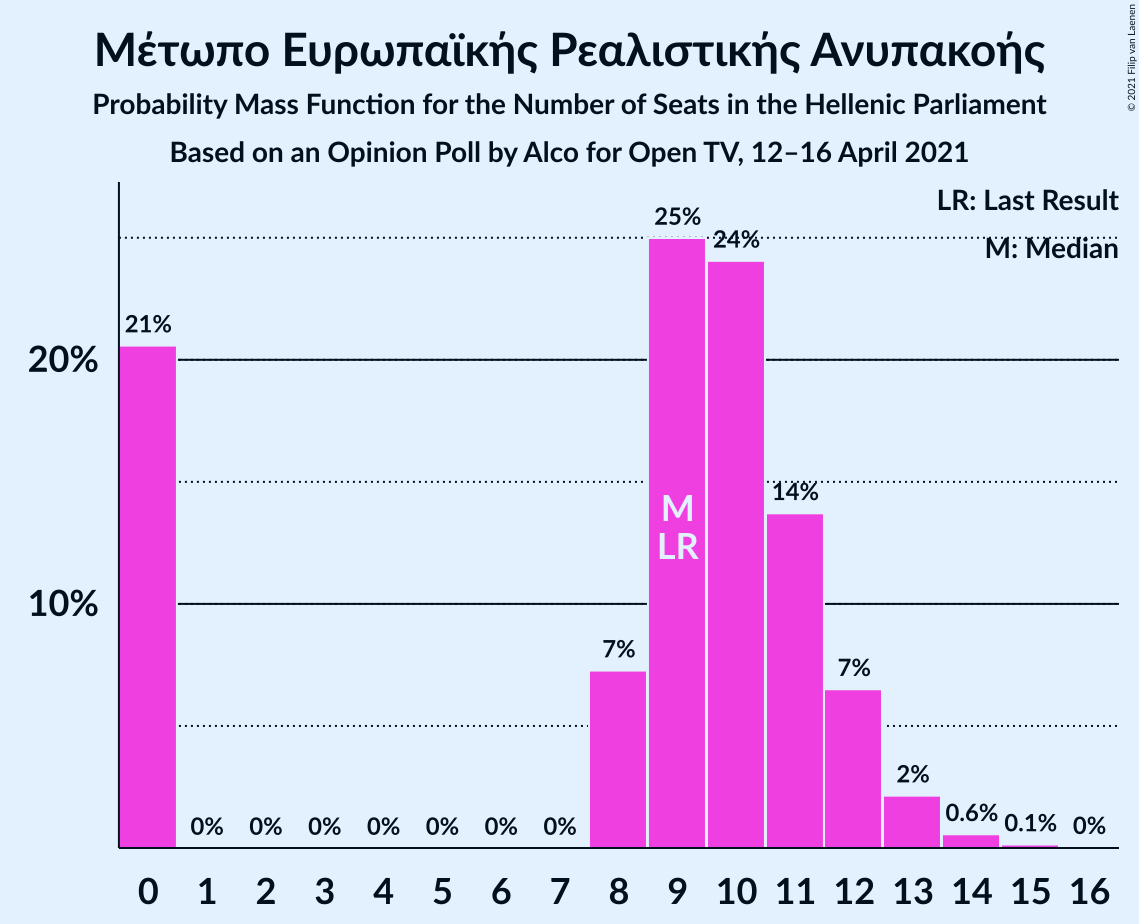 Μέτωπο Ευρωπαϊκής Ρεαλιστικής Ανυπακοής
Probability Mass Function for the Number of Seats in the Hellenic Parliament
Based on an Opinion Poll by Alco for Open TV, 12–16 April 2021
© 2021 Filip van Laenen
LR: Last Result
M: Median
20%
10%
21%
0%
0%
0%
0%
0%
0%
0%
7%
25%
24%
14%
7%
2%
0.6%
0.1%
0%
M
LR
0 1 2 3 4 5 6 7 8 9 10 11 12 13 14 15 16